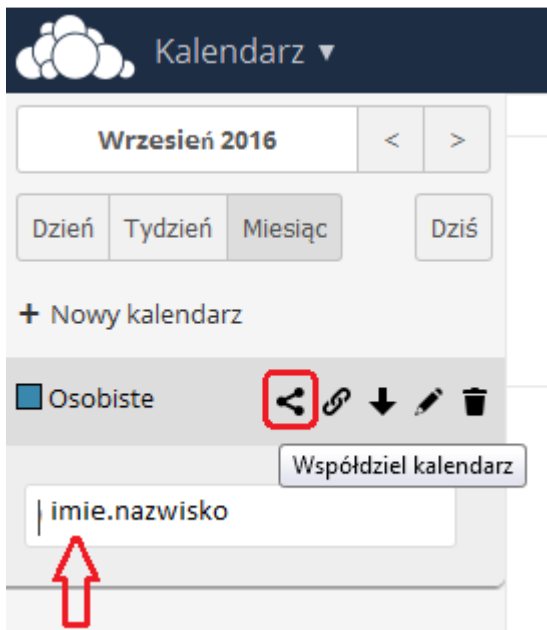 Kalendarz ▾
Wrzesień 2016 < >
Dzień Tydzień Miesiąc Dziś
+ Nowy kalendarz
Osobiste
Współdziel kalendarz
imie.nazwisko